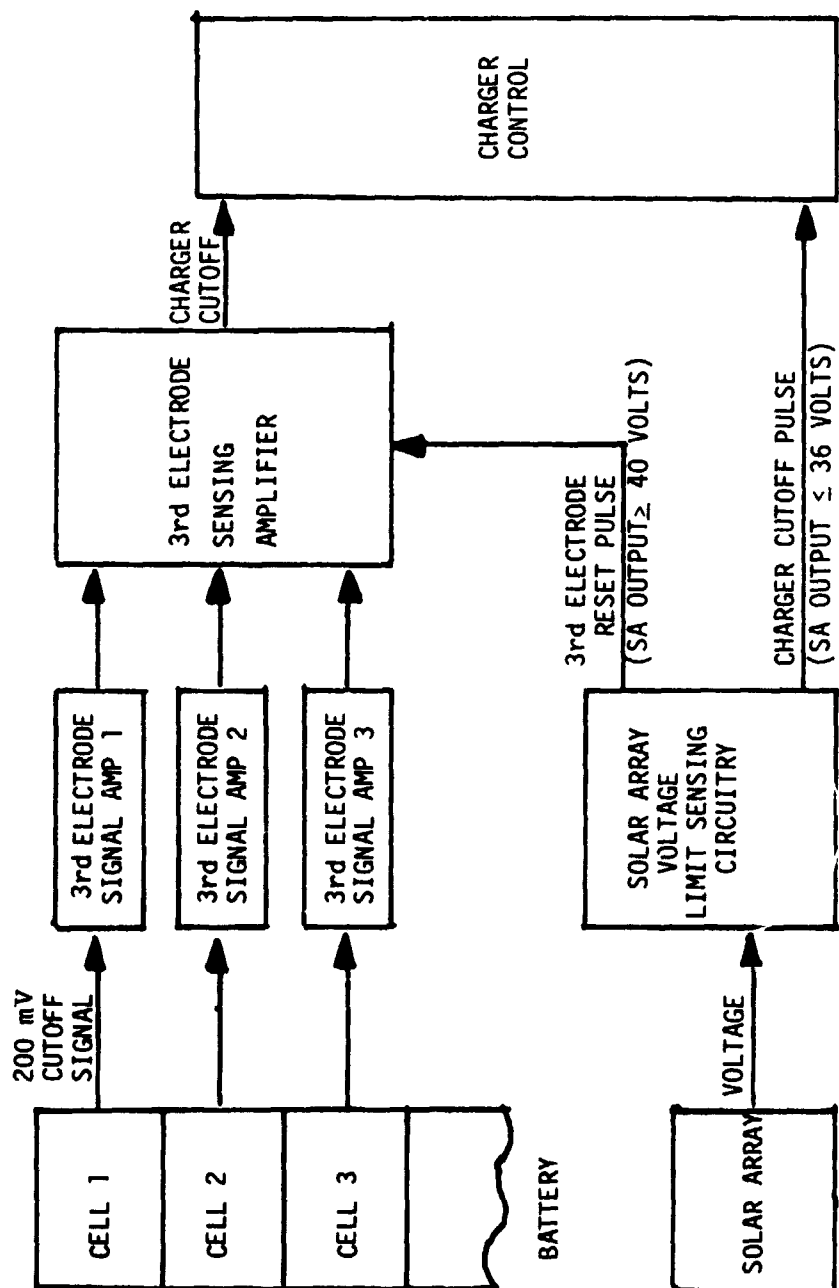 200 mV
CUTOFF
SIGNAL
CELL 1
CELL 2
CELL 3
BATTERY
3rd ELECTRODE
SIGNAL AMP 1
3rd ELECTRODE
SIGNAL AMP 2
3rd ELECTRODE
SIGNAL AMP 3
3rd ELECTRODE
SENSING
AMPLIFIER
CHARGER
CUTOFF
CHARGER
CONTROL
SOLAR ARRAY
VOLTAGE
SOLAR ARRAY
VOLTAGE
LIMIT SENSING
CIRCUITRY
3rd ELECTRODE
RESET PULSE
(SA OUTPUT ≥ 40 VOLTS)
CHARGER CUTOFF PULSE
(SA OUTPUT ≤ 36 VOLTS)